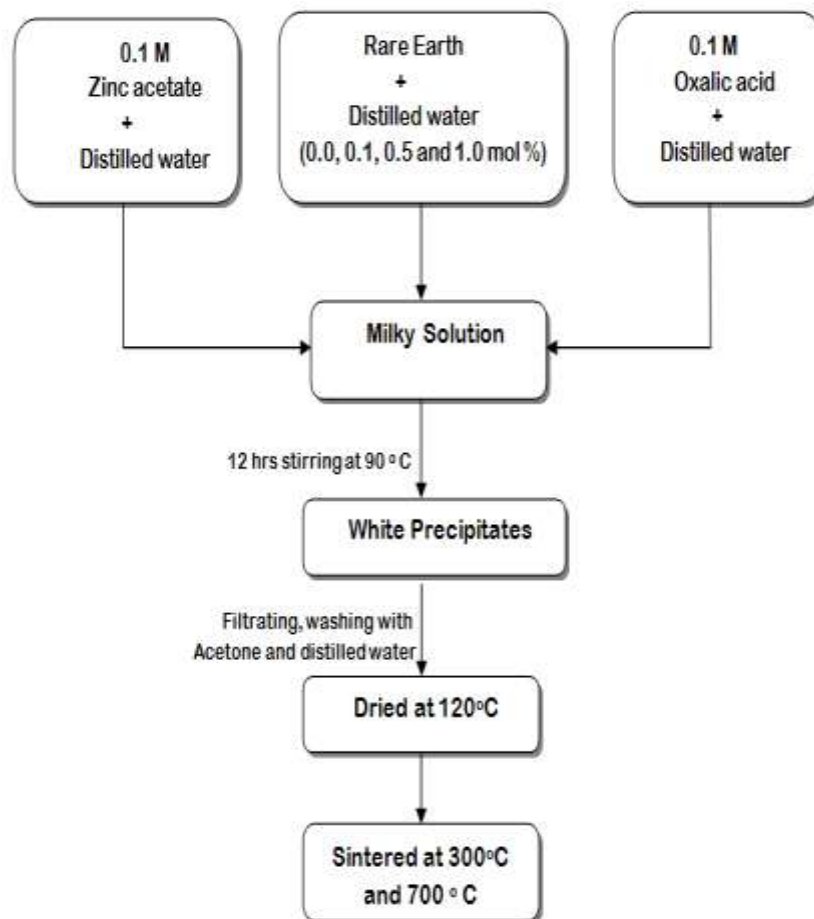 0.1 M
Zinc acetate
+
Distilled water
Rare Earth
+
Distilled water
(0.0, 0.1, 0.5 and 1.0 mol %)
0.1 M
Oxalic acid
+
Distilled water
Milky Solution
12 hrs stirring at 90 º C
White Precipitates
Filtrating, washing with
Acetone and distilled water
Dried at 120ºC
Sintered at 300ºC
and 700 º C